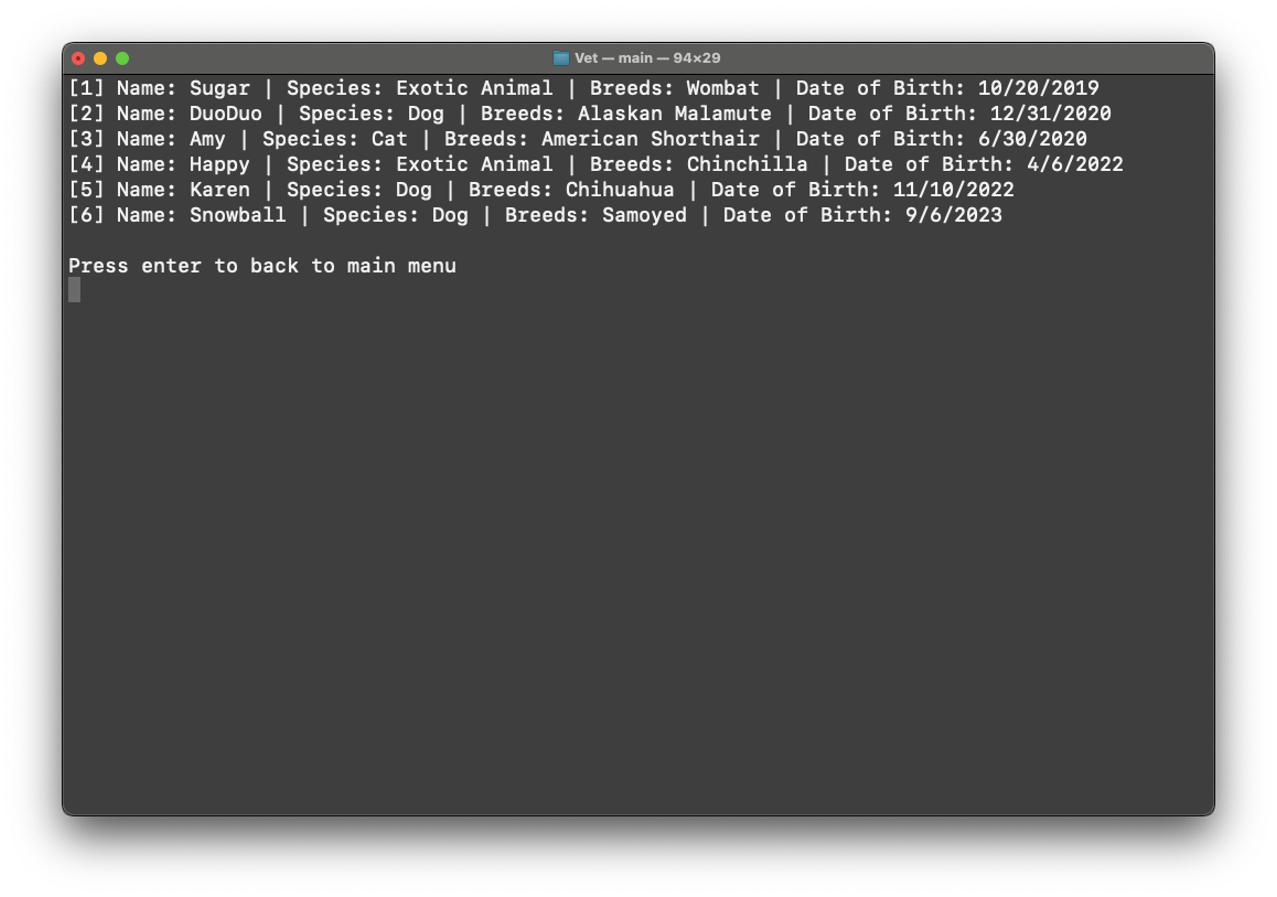 Vet — main — 94×29
[1] Name: Sugar | Species: Exotic Animal | Breeds: Wombat | Date of Birth: 10/20/2019
[2] Name: DuoDuo | Species: Dog | Breeds: Alaskan Malamute | Date of Birth: 12/31/2020
[3] Name: Amy | Species: Cat | Breeds: American Shorthair | Date of Birth: 6/30/2020
[4] Name: Happy | Species: Exotic Animal | Breeds: Chinchilla | Date of Birth: 4/6/2022
[5] Name: Karen | Species: Dog | Breeds: Chihuahua | Date of Birth: 11/10/2022
[6] Name: Snowball | Species: Dog | Breeds: Samoyed | Date of Birth: 9/6/2023
Press enter to back to main menu